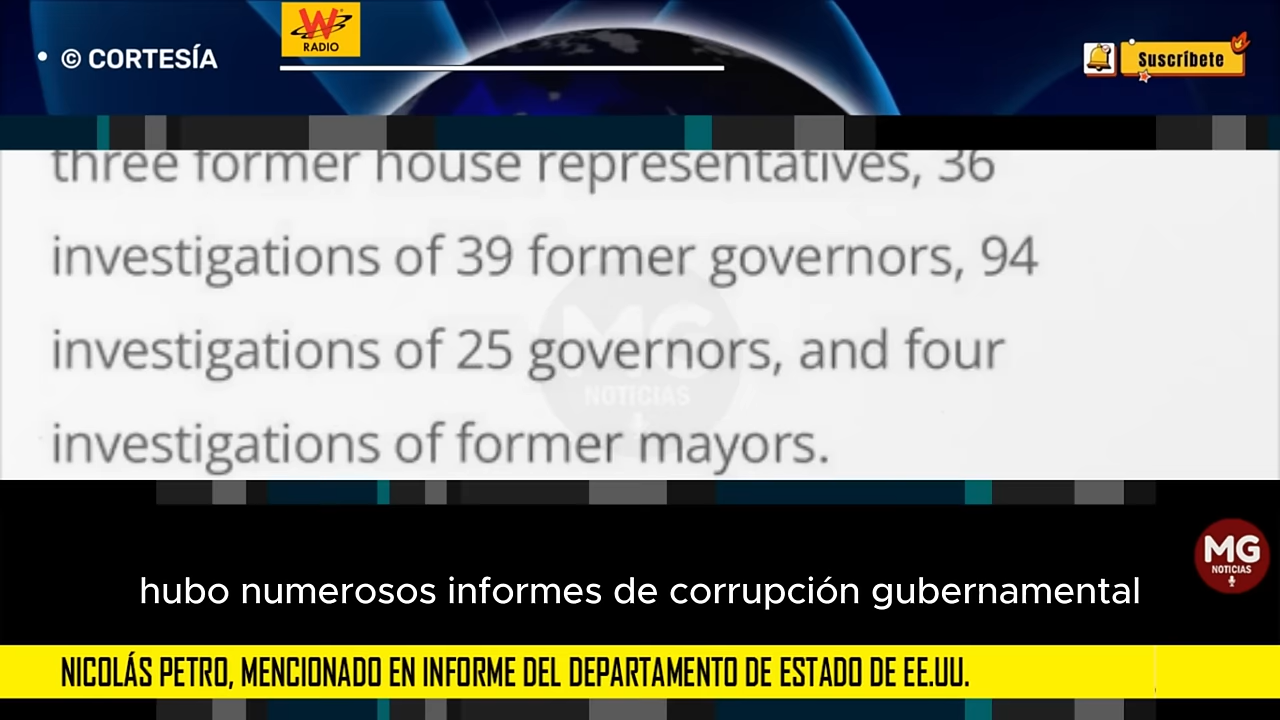 © CORTESÍA
W
RADIO
Suscríbete
three former house representatives, 36
investigations of 39 former governors, 94
investigations of 25 governors, and four
investigations of former mayors.
MG
NOTICIAS
hubo numerosos informes de corrupción gubernamental
MG
NOTICIAS
NICOLÁS PETRO, MENCIONADO EN INFORME DEL DEPARTAMENTO DE ESTADO DE EE.UU.